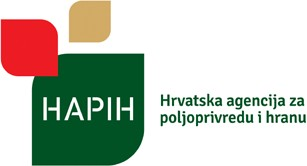 HAPIH
Hrvatska agencija za
poljoprivredu i hranu